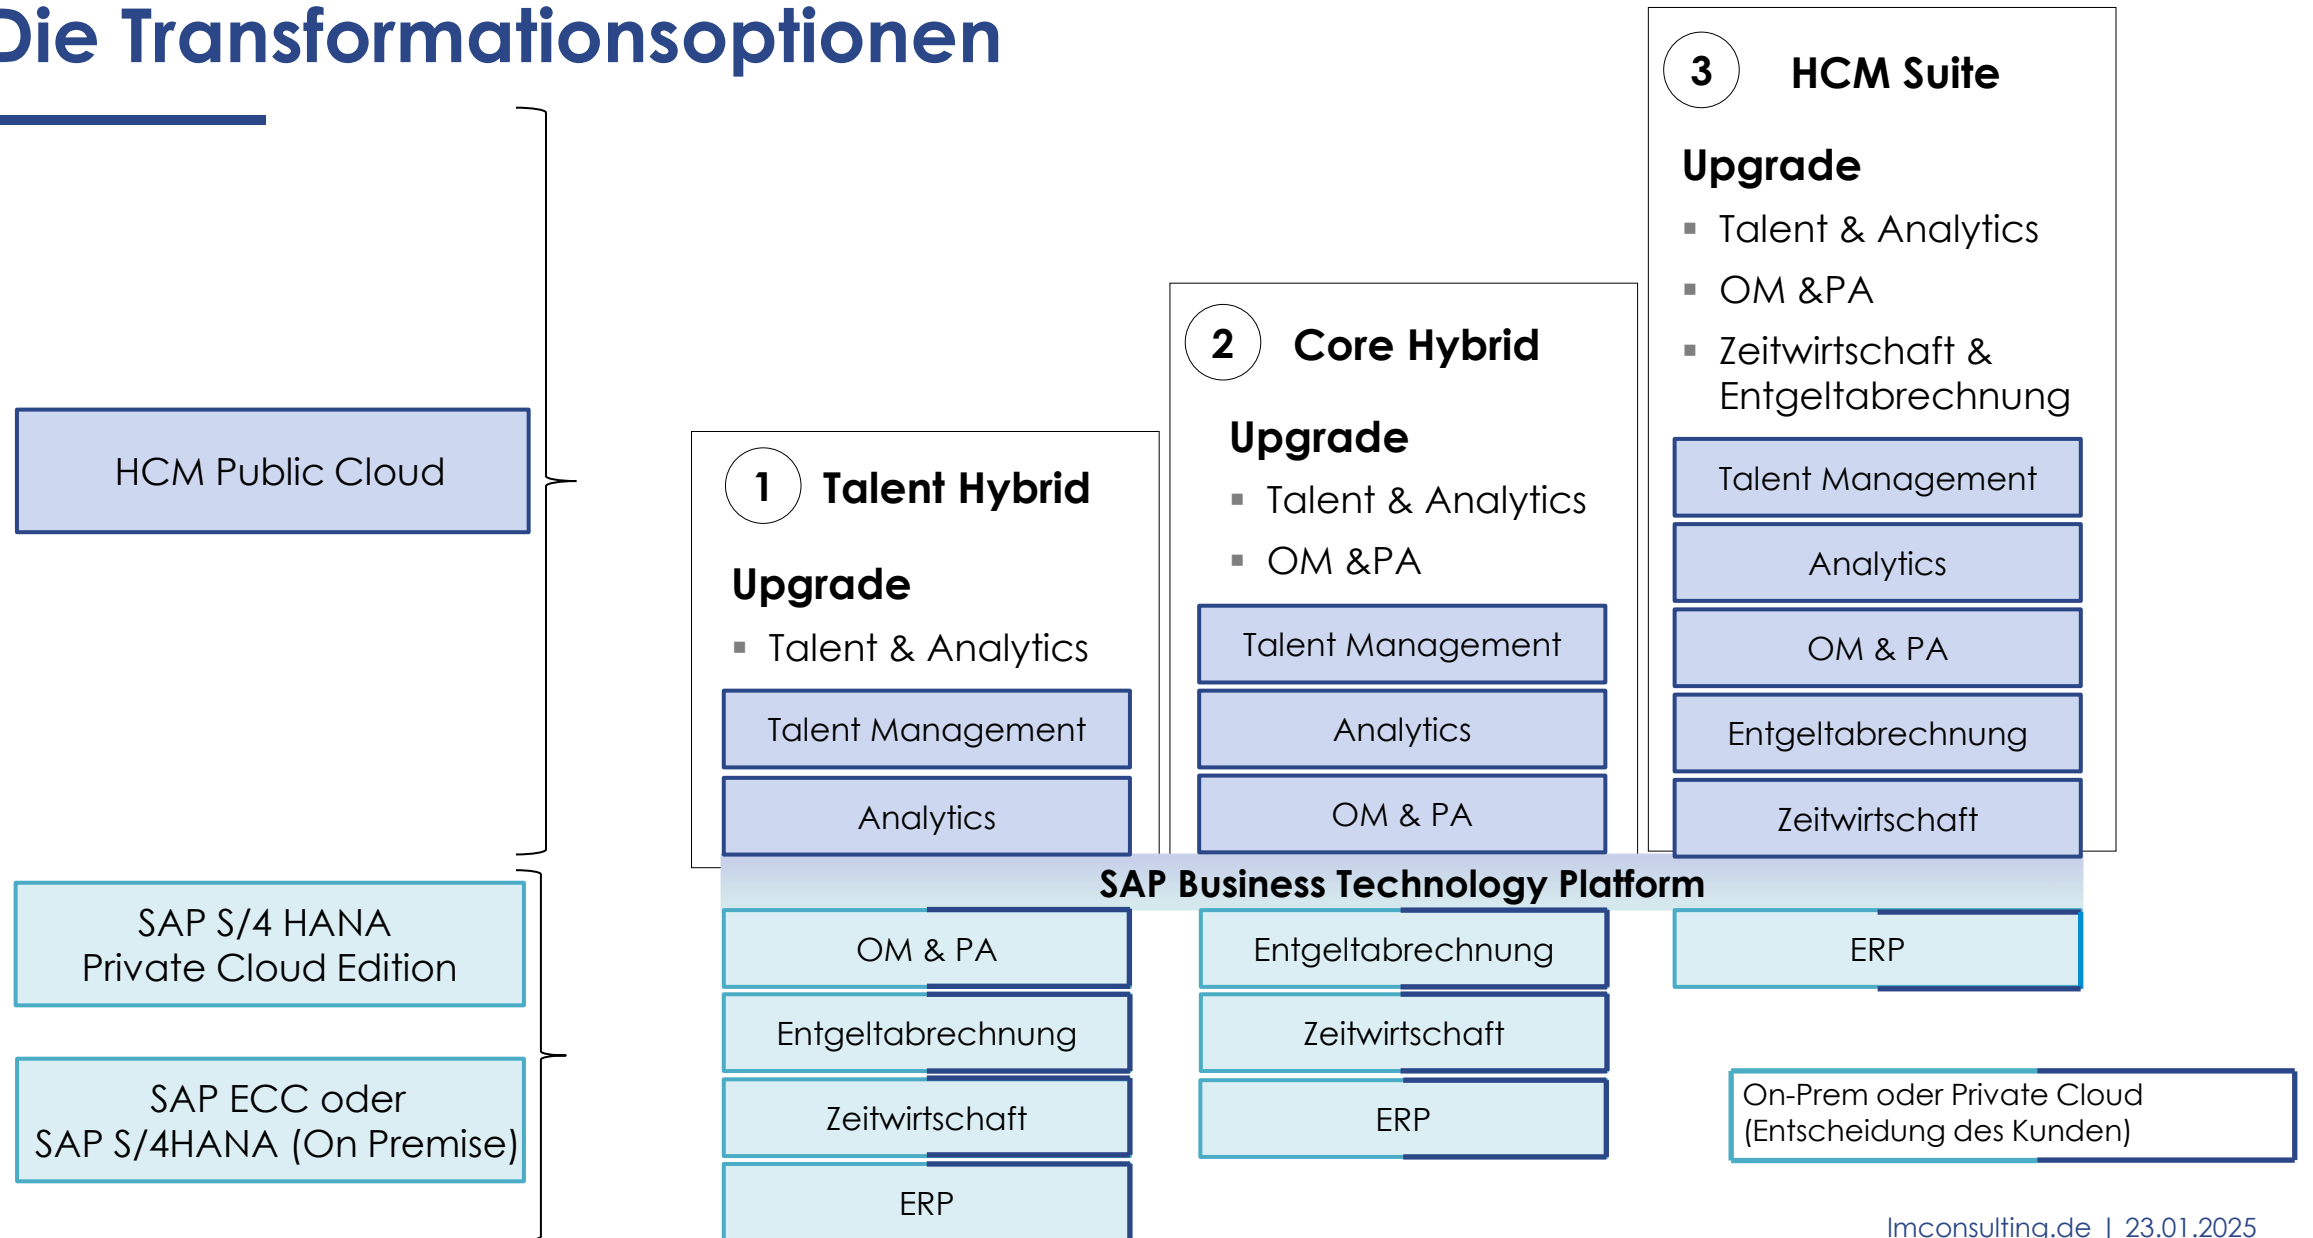 Die Transformationsoptionen
HCM Public Cloud
SAP S/4 HANA
Private Cloud Edition
SAP ECC oder
SAP S/4HANA (On Premise)
1
Talent Hybrid
Upgrade
▪ Talent & Analytics
Talent Management
Analytics
2
Core Hybrid
Upgrade
▪ Talent & Analytics
▪ OM &PA
Talent Management
Analytics
OM & PA
3
HCM Suite
Upgrade
▪ Talent & Analytics
▪ OM &PA
▪ Zeitwirtschaft &
Entgeltabrechnung
Talent Management
Analytics
OM & PA
Entgeltabrechnung
Zeitwirtschaft
SAP Business Technology Platform
OM & PA
Entgeltabrechnung
Zeitwirtschaft
ERP
Entgeltabrechnung
Zeitwirtschaft
ERP
ERP
On-Prem oder Private Cloud
(Entscheidung des Kunden)
lmconsulting.de | 23.01.2025